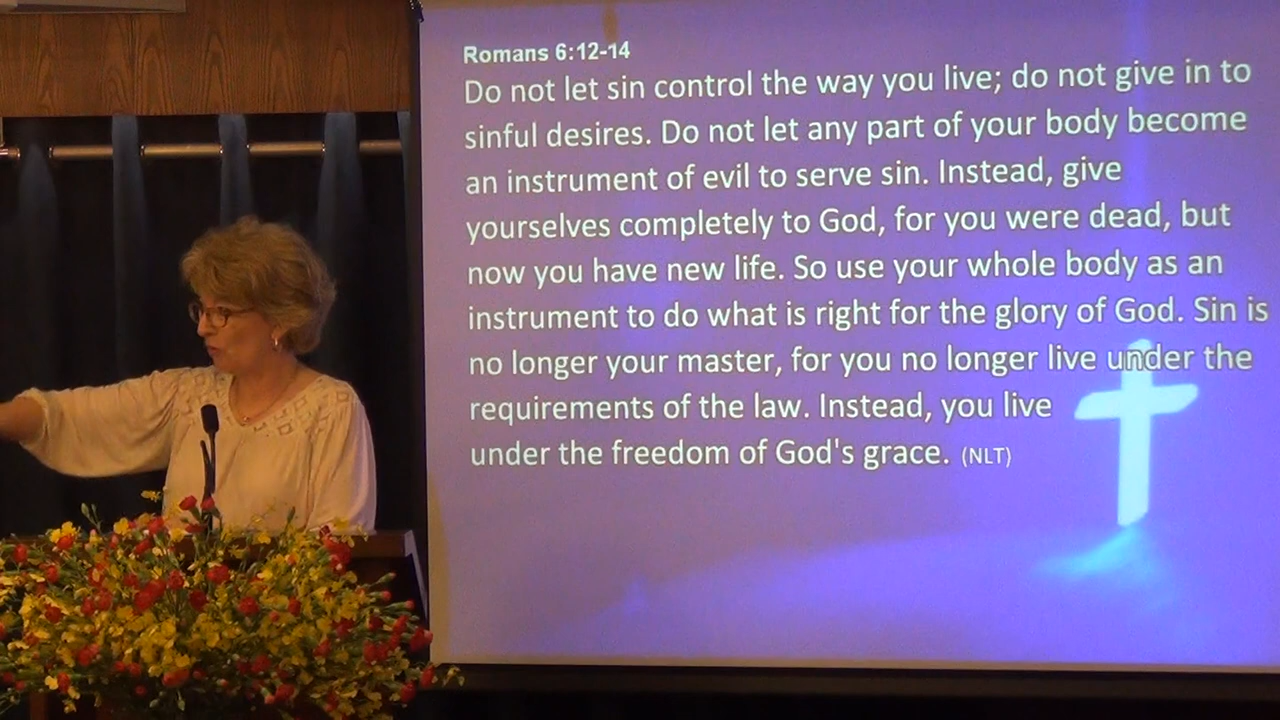 Romans 6:12-14
Do not let sin control the way you live; do not give in to
sinful desires. Do not let any part of your body become
an instrument of evil to serve sin. Instead, give
yourselves completely to God, for you were dead, but
now you have new life. So use your whole body as an
instrument to do what is right for the glory of God. Sin is
no longer your master, for you no longer live under the
requirements of the law. Instead, you live
under the freedom of God's grace. (NLT)